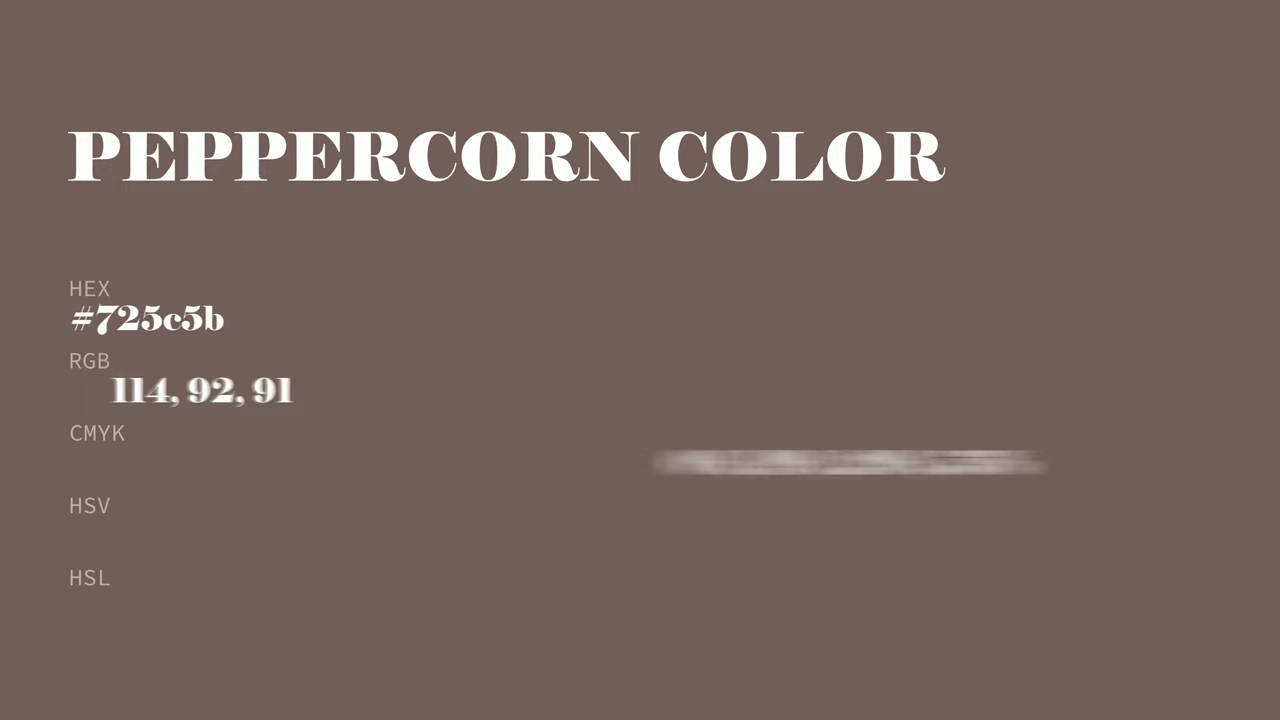 PEPPERCORN COLOR
HEX
#725c5b
RGB
114, 92, 91
CMYK
HSV
HSL